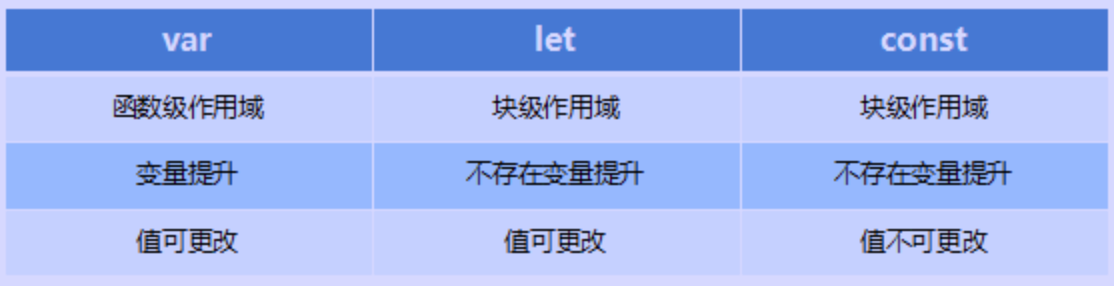 var let const
函数级作用域 块级作用域 块级作用域
变量提升 不存在变量提升 不存在变量提升
值可更改 值可更改 值不可更改